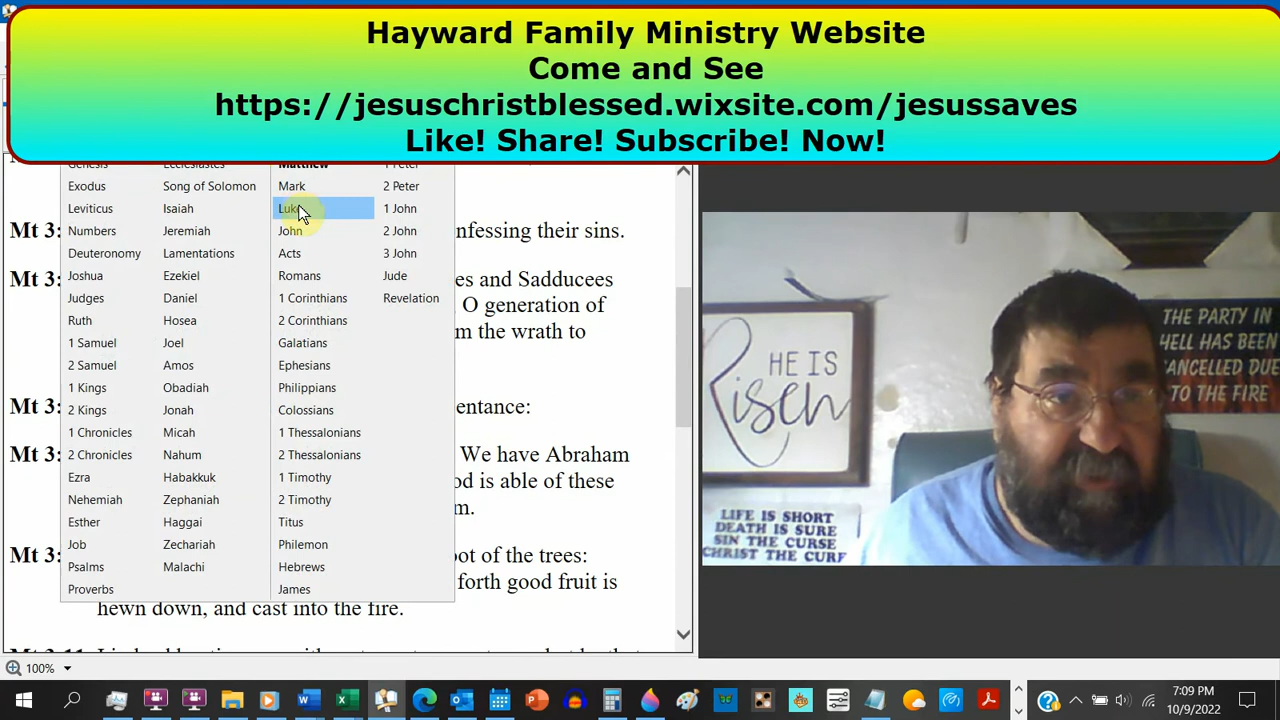 Hayward Family Ministry Website
Come and See
https://jesuschristblessed.wixsite.com/jesussaves
Like! Share! Subscribe! Now!
Genesis
Exodus
Leviticus
Numbers
Deuteronomy
Joshua
Judges
Ruth
1 Samuel
2 Samuel
1 Kings
2 Kings
1 Chronicles
2 Chronicles
Ezra
Nehemiah
Esther
Job
Psalms
Proverbs
Ecclesiastes
Song of Solomon
Isaiah
Jeremiah
Lamentations
Ezekiel
Daniel
Hosea
Joel
Amos
Obadiah
Jonah
Micah
Nahum
Habakkuk
Zephaniah
Haggai
Zechariah
Malachi
Matthew
Mark
Luke
John
Acts
Romans
1 Corinthians
2 Corinthians
Galatians
Ephesians
Philippians
Colossians
1 Thessalonians
2 Thessalonians
1 Timothy
2 Timothy
Titus
Philemon
Hebrews
James
1 Peter
2 Peter
1 John
2 John
3 John
Jude
Revelation
Mt 3: nfessing their sins.
Mt 3: es and Sadducees
O generation of
m the wrath to
Mt 3: entance:
Mt 3: We have Abraham
od is able of these
m.
Mt 3: oot of the trees:
forth good fruit is
hewn down, and cast into the fire.
100%
HE IS
Risen
THE PARTY IN
HELL HAS BEEN
CANCELLED DUE
TO THE FIRE
LIFE IS SHORT
DEATH IS SURE
SIN THE CURSE
CHRIST THE CURE
7:09 PM
10/9/2022